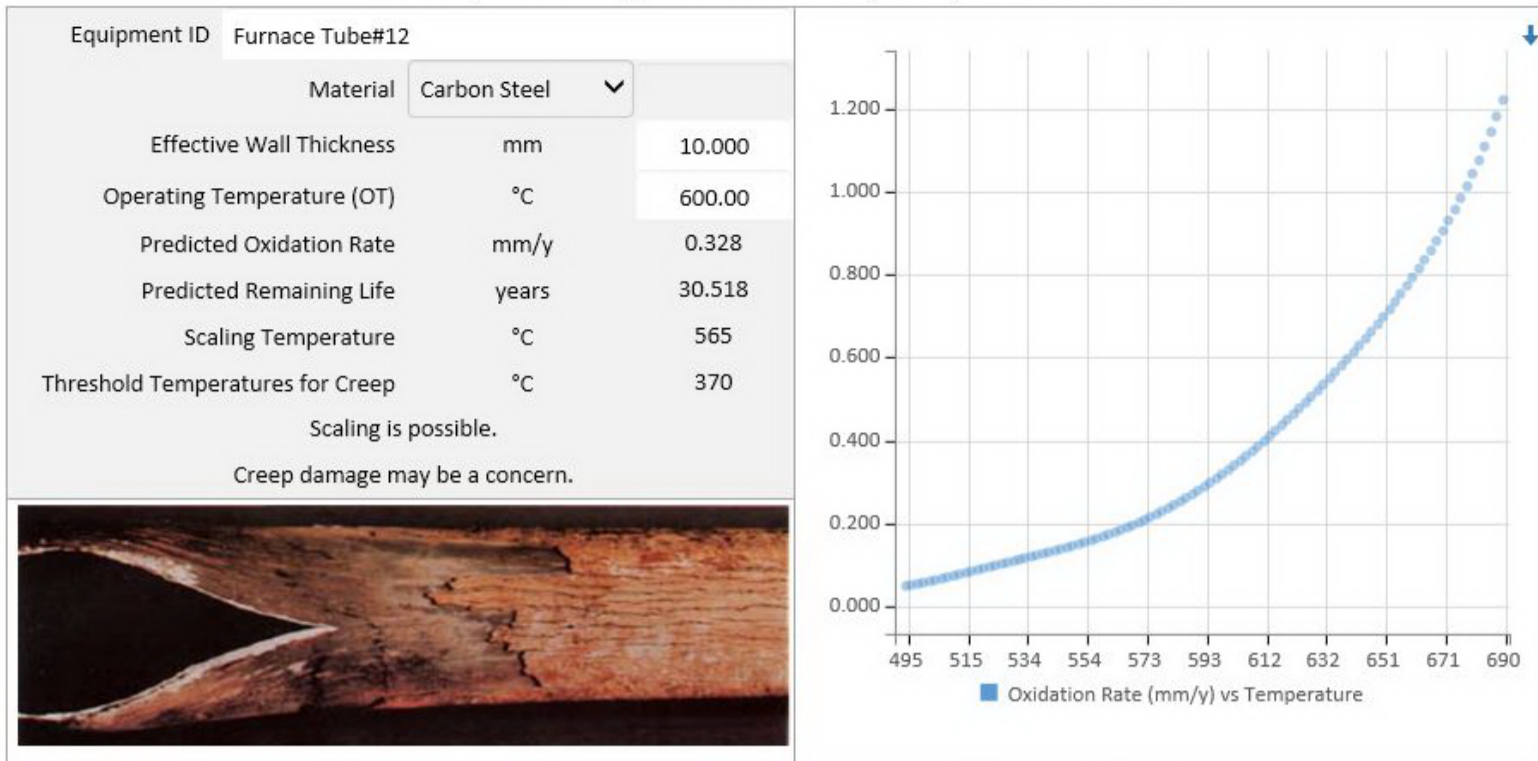 Equipment ID Furnace Tube#12
Material Carbon Steel
Effective Wall Thickness mm 10.000
Operating Temperature (OT) °C 600.00
Predicted Oxidation Rate mm/y 0.328
Predicted Remaining Life years 30.518
Scaling Temperature °C 565
Threshold Temperatures for Creep °C 370
Scaling is possible.
Creep damage may be a concern.
1.200
1.000
0.800
0.600
0.400
0.200
0.000
495 515 534 554 573 593 612 632 651 671 690
Oxidation Rate (mm/y) vs Temperature